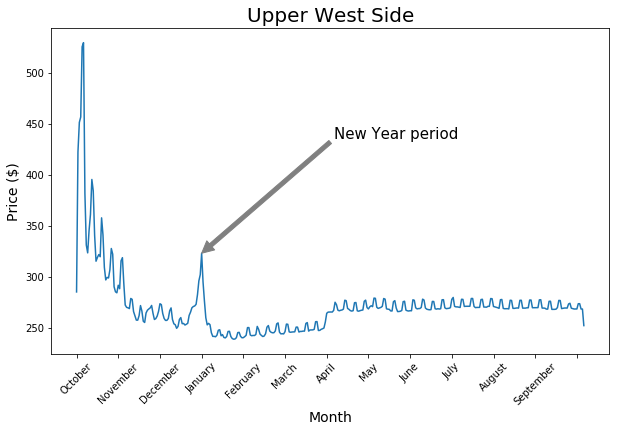 Upper West Side
New Year period
Price ($)
500
450
400
350
300
250
October
November
December
January
February
March
April
May
June
July
August
September
Month